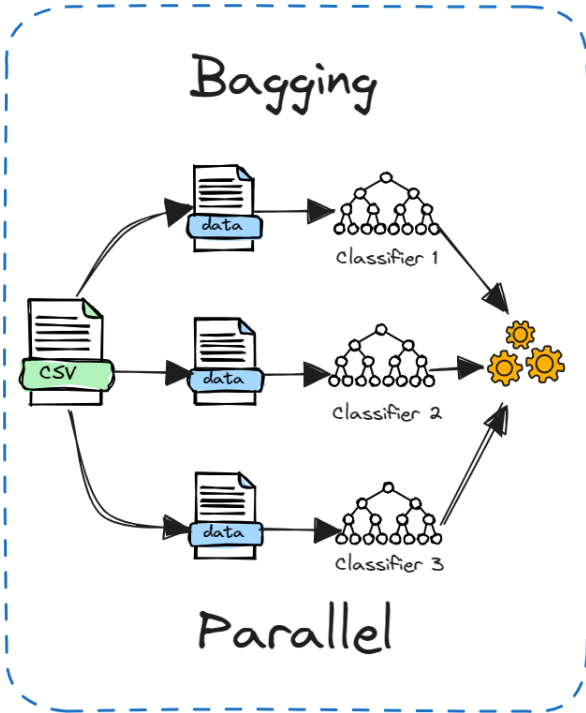 Bagging
data
Classifier 1
CSV
data
Classifier 2
data
Classifier 3
Parallel